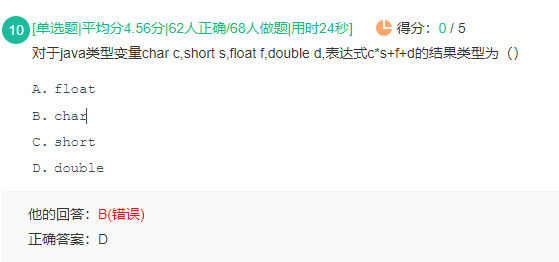 10 [单选题|平均分4.56分|62人正确/68人做题|用时24秒] 得分：0 / 5
对于java类型变量char c,short s,float f,double d,表达式c*s+f+d的结果类型为（）
A. float
B. char
C. short
D. double
他的回答：B(错误)
正确答案：D